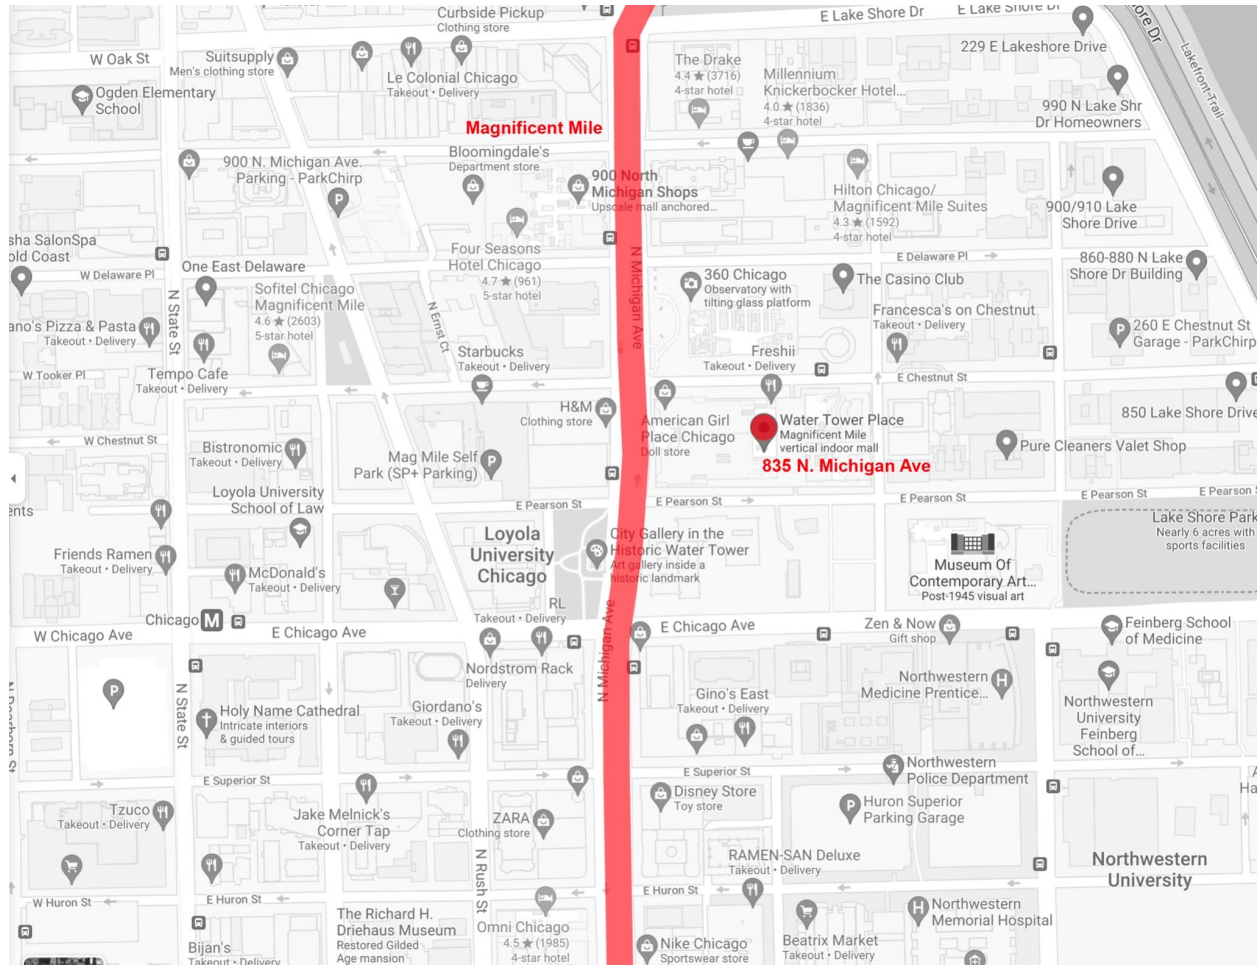 Curbside Pickup
Clothing store
E Lake Shore Dr
E Lake Shore Dr
Shore Dr
Lakefront-Trail
W Oak St
Suitsupply
Men's clothing store
Le Colonial Chicago
Takeout • Delivery
The Drake
4.4 ★ (3716)
4-star hotel
229 E Lakeshore Drive
Millennium
Knickerbocker Hotel...
4.0 ★ (1836)
4-star hotel
Ogden Elementary
School
990 N Lake Shr
Dr Homeowners
Magnificent Mile
900 N. Michigan Ave.
Parking - ParkChirp
Bloomingdale's
Department store
900 North
Michigan Shops
Upscale mall anchored...
Hilton Chicago/
Magnificent Mile Suites
4.3 ★ (1592)
4-star hotel
900/910 Lake
Shore Drive
sha SalonSpa
old Coast
W Delaware Pl
One East Delaware
Four Seasons
Hotel Chicago
4.7 ★ (961)
5-star hotel
N Michigan Ave
E Delaware Pl
860-880 N Lake
Shore Dr Building
360 Chicago
Observatory with
tilting glass platform
The Casino Club
N State St
Sofitel Chicago
Magnificent Mile
4.6 ★ (2603)
5-star hotel
N Ernst Ct
Francesca's on Chestnut
Takeout • Delivery
ano's Pizza & Pasta
Takeout • Delivery
260 E Chestnut St
Garage - ParkChirp
Starbucks
Takeout • Delivery
Freshii
Takeout • Delivery
W Tooker Pl
Tempo Cafe
Takeout • Delivery
E Chestnut St
H&M
Clothing store
American Girl
Place Chicago
Doll store
Water Tower Place
Magnificent Mile
vertical indoor mall
850 Lake Shore Drive
W Chestnut St
Bistronomic
Takeout • Delivery
Mag Mile Self
Park (SP+ Parking)
P
835 N. Michigan Ave
Pure Cleaners Valet Shop
Loyola University
School of Law
E Pearson St
E Pearson St
E Pearson St
E Pearson St
E Pearson St
ents
Loyola
University
Chicago
City Gallery in the
Historic Water Tower
Art gallery inside a
historic landmark
Lake Shore Park
Nearly 6 acres with
sports facilities
Friends Ramen
Takeout • Delivery
McDonald's
Takeout • Delivery
Museum Of
Contemporary Art...
Post-1945 visual art
RL
Takeout • Delivery
Chicago
M
W Chicago Ave
E Chicago Ave
N Michigan Ave
E Chicago Ave
Zen & Now
Gift shop
Feinberg School
of Medicine
Nordstrom Rack
Delivery
P
N Dearborn St
N State St
Holy Name Cathedral
Intricate interiors
& guided tours
Giordano's
Takeout • Delivery
Gino's East
Takeout • Delivery
Northwestern
Medicine Prentice...
H
Northwestern
University
Feinberg
School of...
E Superior St
E Superior St
Northwestern
Police Department
Tzuco
Takeout • Delivery
Jake Melnick's
Corner Tap
Takeout • Delivery
ZARA
Clothing store
Disney Store
Toy store
P
Huron Superior
Parking Garage
A
Ha
N Rush St
RAMEN-SAN Deluxe
Takeout • Delivery
Northwestern
University
W Huron St
E Huron St
E Huron St
The Richard H.
Driehaus Museum
Restored Gilded
Age mansion
Omni Chicago
4.5 ★ (1985)
4-star hotel
Bijan's
Takeout • Delivery
Nike Chicago
Sportswear store
Beatrix Market
Takeout • Delivery
H
Northwestern
Memorial Hospital